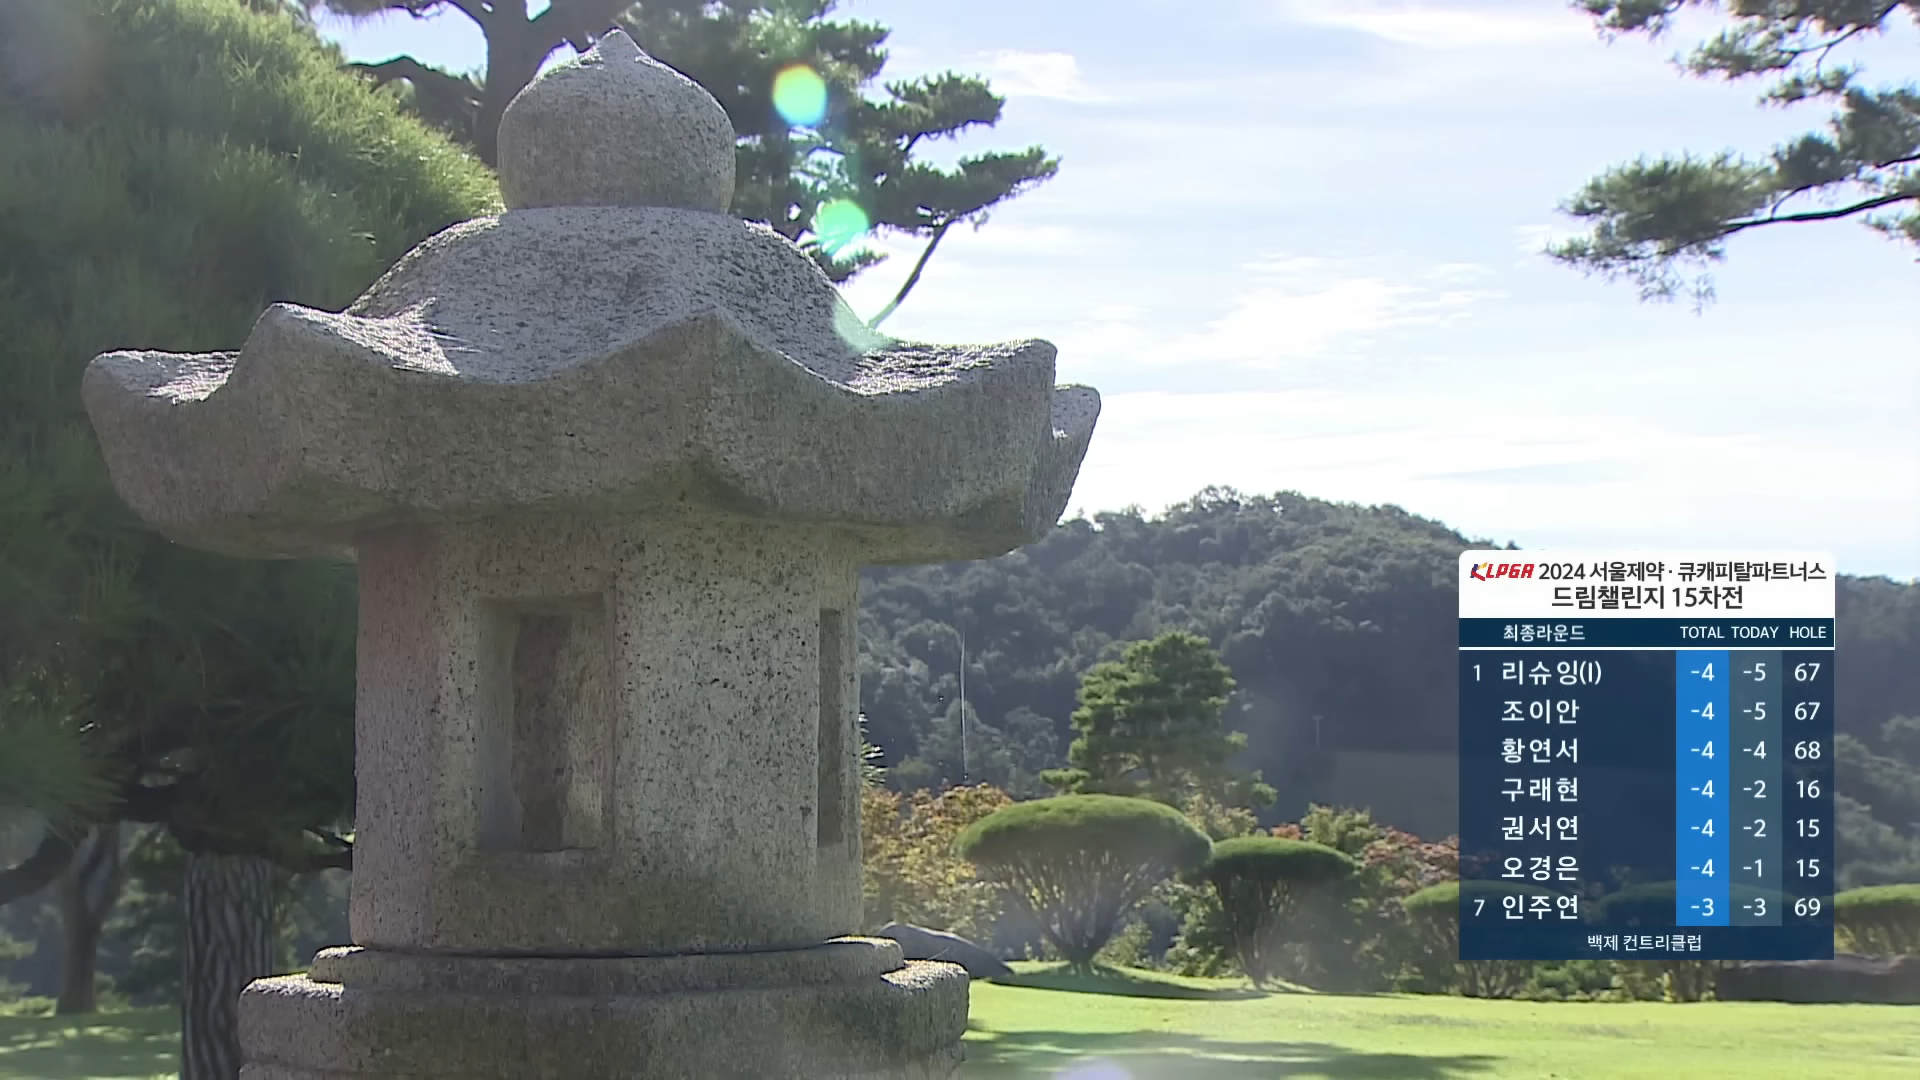 KLPGA 2024 서울제약·큐캐피탈파트너스
드림챌린지 15차전
최종라운드 TOTAL TODAY HOLE
1 리슈잉(I) -4 -5 67
조이안 -4 -5 67
황연서 -4 -4 68
구래현 -4 -2 16
권서연 -4 -2 15
오경은 -4 -1 15
7 인주연 -3 -3 69
백제 컨트리클럽